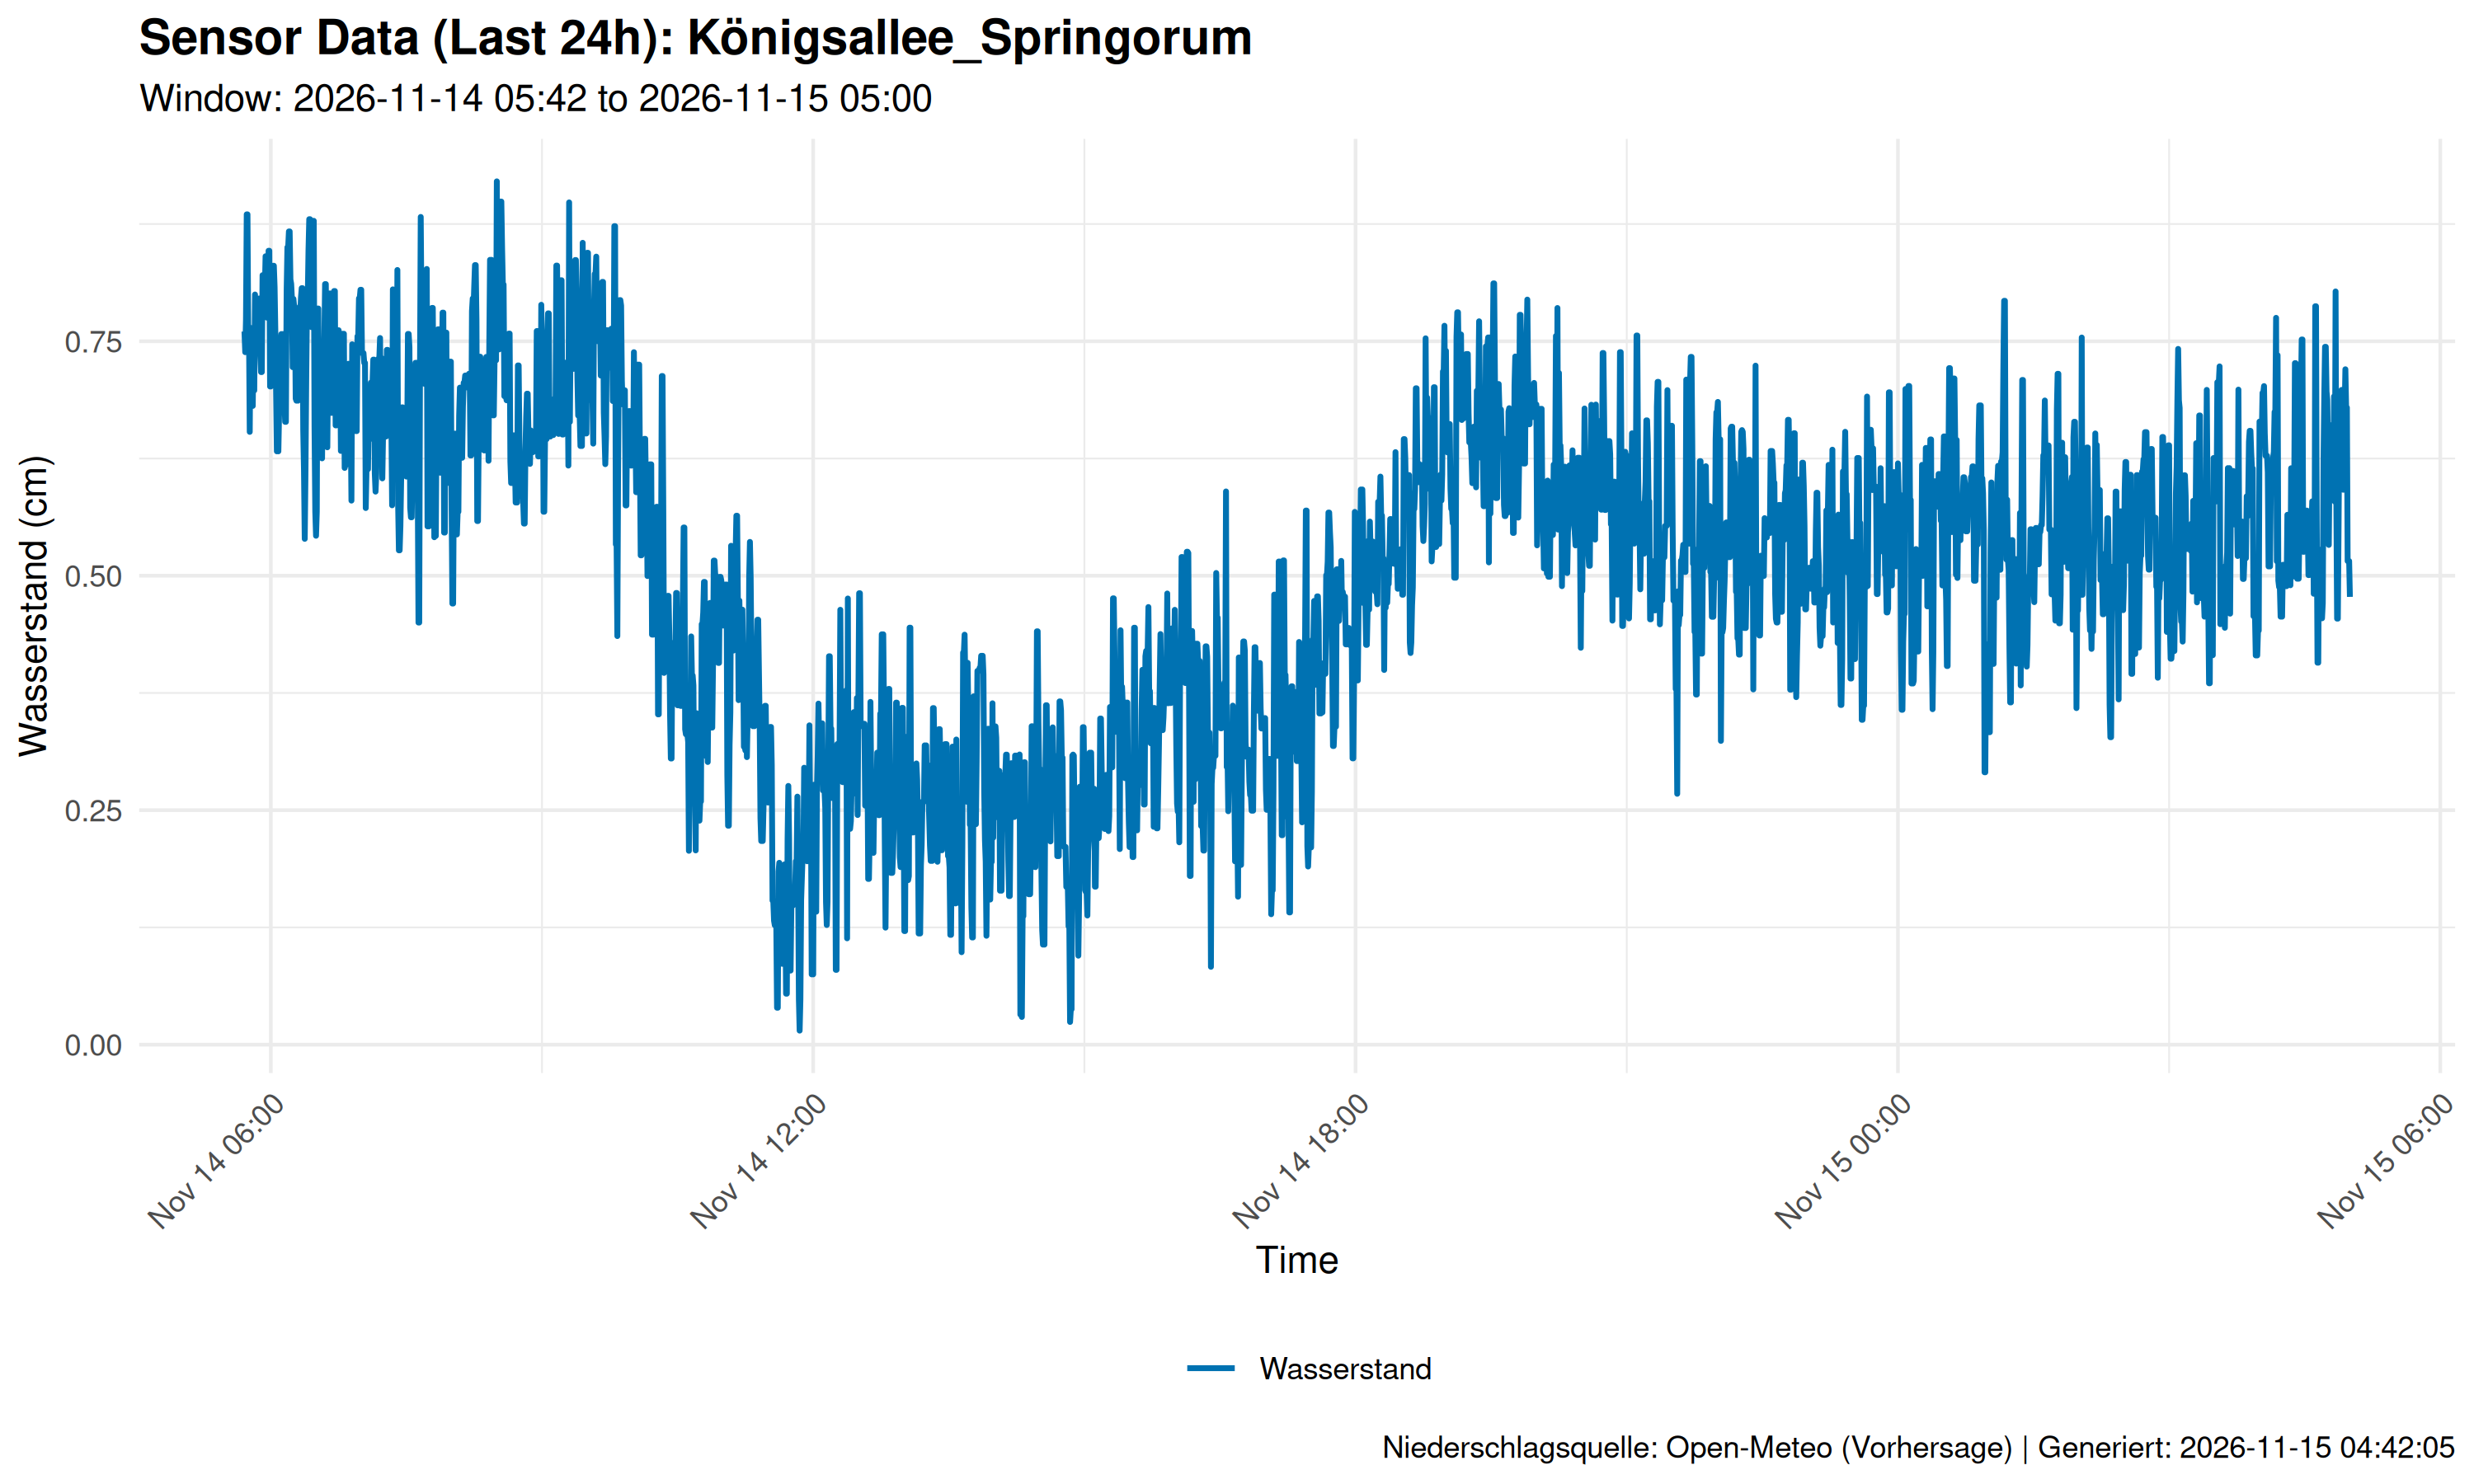 Sensor Data (Last 24h): Königsallee_Springorum
Window: 2026-11-14 05:42 to 2026-11-15 05:00
Wasserstand (cm)
0.75
0.50
0.25
0.00
Nov 14 06:00
Nov 14 12:00
Nov 14 18:00
Nov 15 00:00
Nov 15 06:00
Time
Wasserstand
Niederschlagsquelle: Open-Meteo (Vorhersage) | Generiert: 2026-11-15 04:42:05